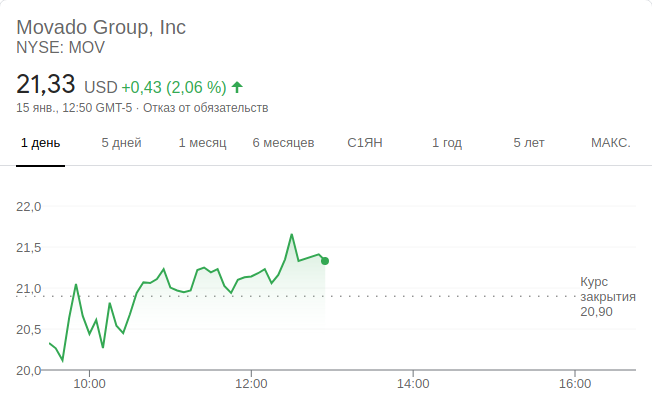 Movado Group, Inc
NYSE: MOV
21,33 USD +0,43 (2,06 %)
15 янв., 12:50 GMT-5 · Отказ от обязательств
1 день 5 дней 1 месяц 6 месяцев С1ЯН 1 год 5 лет МАКС.
22,0
21,5
21,0
20,5
20,0
Курс
закрытия
20,90
10:00 12:00 14:00 16:00